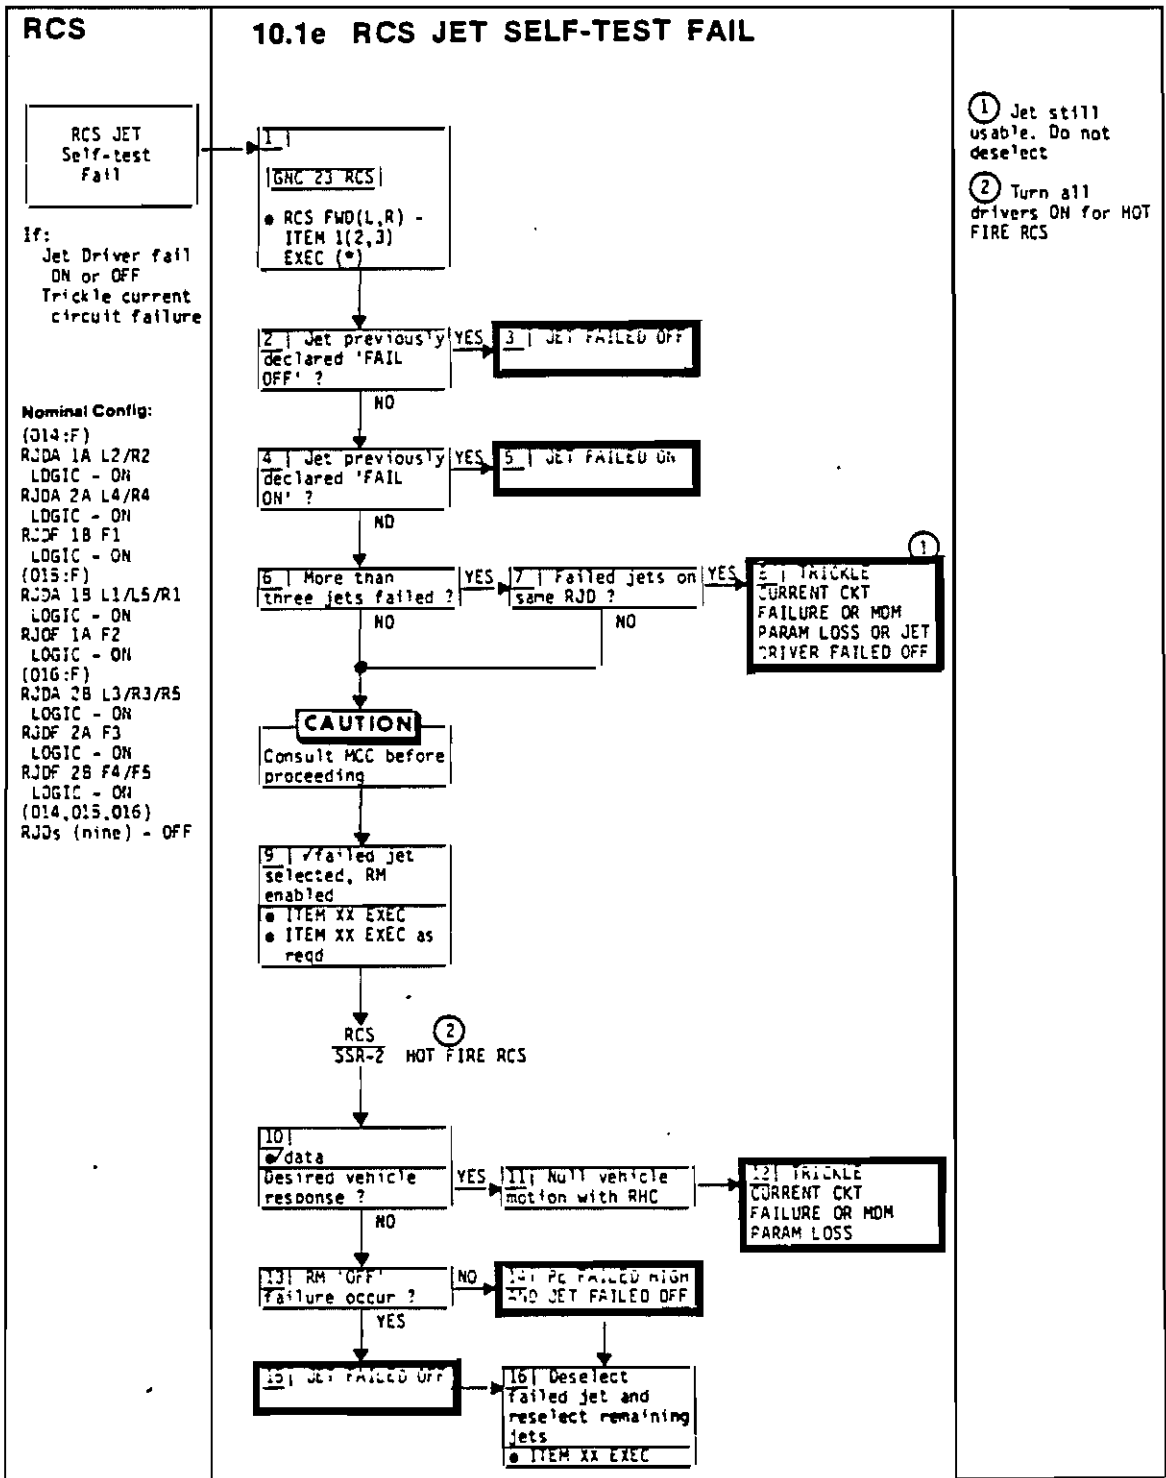 RCS
10.1e RCS JET SELF-TEST FAIL
RCS JET
Self-test
Fail
If:
Jet Driver fail
ON or OFF
Trickle current
circuit failure
Nominal Config:
(O14:F)
RJDA 1A L2/R2
LOGIC - ON
RJDA 2A L4/R4
LOGIC - ON
RJDF 1B F1
LOGIC - ON
(O15:F)
RJDA 1B L1/L5/R1
LOGIC - ON
RJDF 1A F2
LOGIC - ON
(O16:F)
RJDA 2B L3/R3/R5
LOGIC - ON
RJDF 2A F3
LOGIC - ON
RJDF 2B F4/F5
LOGIC - ON
(O14,O15,O16)
RJDs (nine) - OFF
1
GNC 23 RCS
● RCS FWD(L,R) -
ITEM 1(2,3)
EXEC (*)
2 Jet previously
declared 'FAIL
OFF' ?
YES
NO
3 JET FAILED OFF
4 Jet previously
declared 'FAIL
ON' ?
YES
NO
5 JET FAILED ON
6 More than
three jets failed ?
YES
NO
7 Failed jets on
same RJD ?
YES
NO
1
8 TRICKLE
CURRENT CKT
FAILURE OR MDM
PARAM LOSS OR JET
DRIVER FAILED OFF
CAUTION
Consult MCC before
proceeding
9 √failed jet
selected, RM
enabled
● ITEM XX EXEC
● ITEM XX EXEC as
reqd
RCS
SSR-2
2
HOT FIRE RCS
10
●√data
Desired vehicle
response ?
YES
NO
11 Null vehicle
motion with RHC
12 TRICKLE
CURRENT CKT
FAILURE OR MDM
PARAM LOSS
13 RM 'OFF'
failure occur ?
NO
YES
14 PC FAILED HIGH
AND JET FAILED OFF
15 JET FAILED OFF
16 Deselect
failed jet and
reselect remaining
jets
● ITEM XX EXEC
1 Jet still
usable. Do not
deselect
2 Turn all
drivers ON for HOT
FIRE RCS